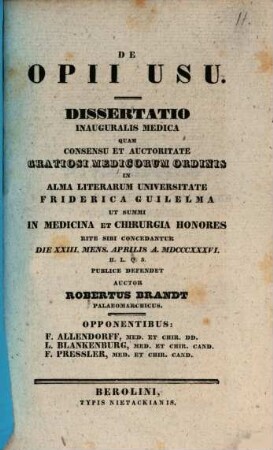 11
DE
OPII USU.
DISSERTATIO
INAUGURALIS MEDICA
QUAM
CONSENSU ET AUCTORITATE
GRATIOSI MEDICORUM ORDINIS
IN
ALMA LITERARUM UNIVERSITATE
FRIDERICA GUILELMA
UT SUMMI
IN MEDICINA ET CHIRURGIA HONORES
RITE SIBI CONCEDANTUR
DIE XXIII. MENS. APRILIS A. MDCCCXXXVI.
H. L. Q. S.
PUBLICE DEFENDET
AUCTOR
ROBERTUS BRANDT
PALAEOMARCHICUS.
OPPONENTIBUS:
F. ALLENDORFF, MED. ET CHIR. DD.
L. BLANKENBURG, MED. ET CHIR. CAND.
F. PRESSLER, MED. ET CHIR. CAND.
BEROLINI,
TYPIS NIETACKIANIS.